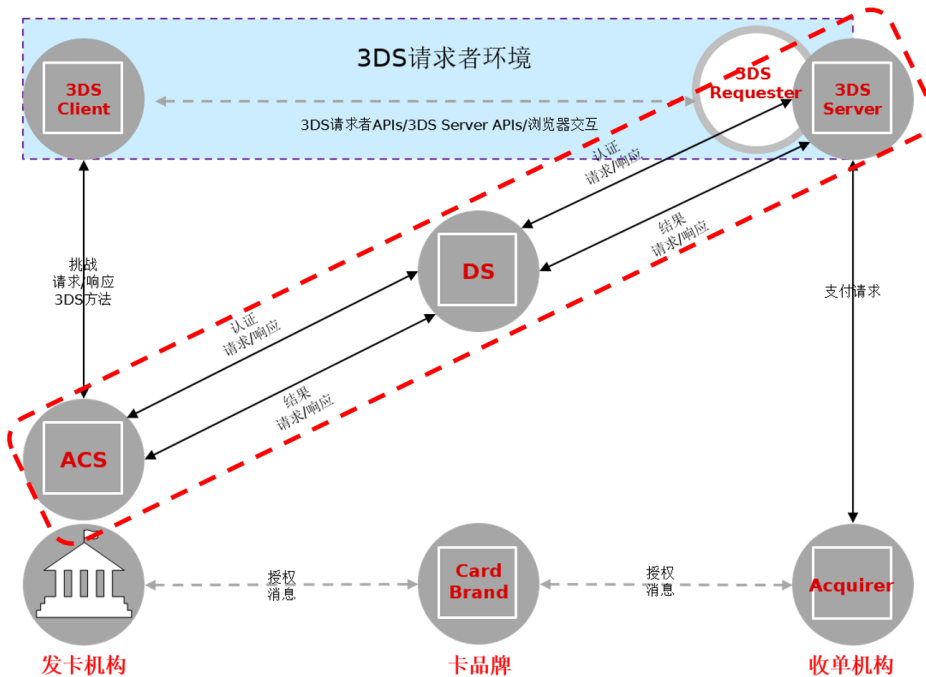 3DS请求者环境
3DS
Client
3DS
Requester
3DS
Server
3DS请求者APIs/3DS Server APIs/浏览器交互
认证
请求/响应
结果
请求/响应
DS
挑战
请求/响应
3DS方法
支付请求
认证
请求/响应
结果
请求/响应
ACS
授权
消息
Card
Brand
授权
消息
Acquirer
发卡机构
卡品牌
收单机构